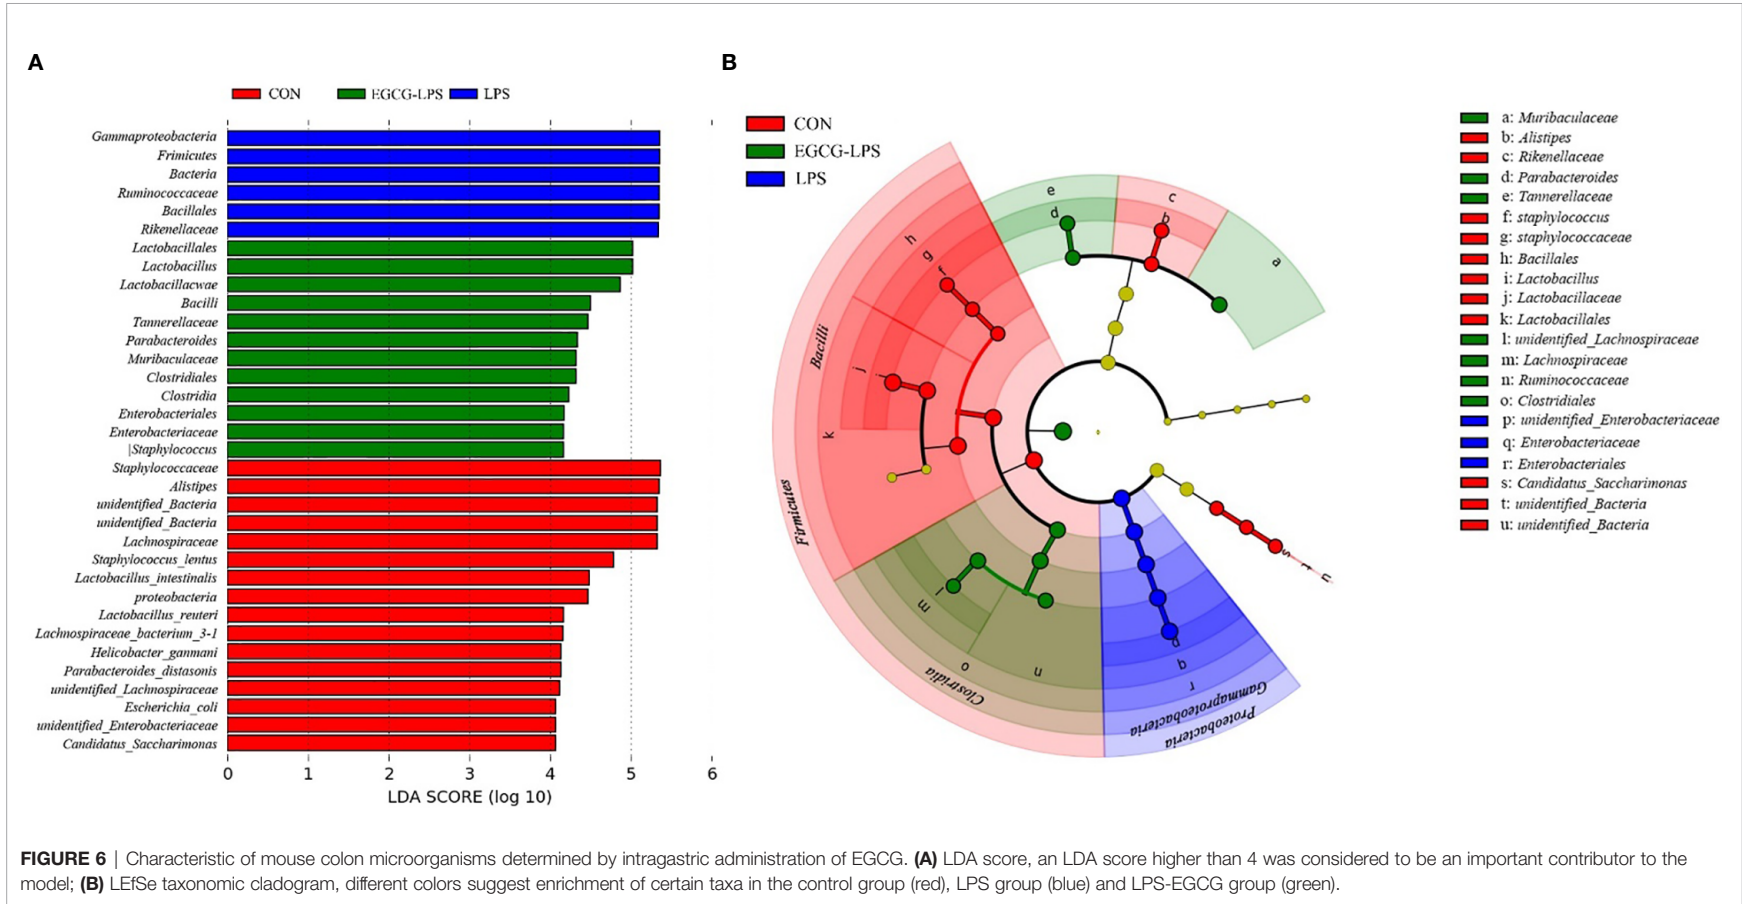 A
CON EGCG-LPS LPS
Gammaproteobacteria
Frimicutes
Bacteria
Ruminococcaceae
Bacillales
Rikenellaceae
Lactobacillales
Lactobacillus
Lactobacillacwae
Bacilli
Tannerellaceae
Parabacteroides
Muribaculaceae
Clostridiales
Clostridia
Enterobacteriales
Enterobacteriaceae
|Staphylococcus
Staphylococcaceae
Alistipes
unidentified_Bacteria
unidentified_Bacteria
Lachnospiraceae
Staphylococcus_lentus
Lactobacillus_intestinalis
proteobacteria
Lactobacillus_reuteri
Lachnospiraceae_bacterium_3-1
Helicobacter_ganmani
Parabacteroides_distasonis
unidentified_Lachnospiraceae
Escherichia_coli
unidentified_Enterobacteriaceae
Candidatus_Saccharimonas
0 1 2 3 4 5 6
LDA SCORE (log 10)
B
CON
EGCG-LPS
LPS
e
d
c
b
a
h
g
f
Bacilli
j
i
k
Firmicutes
l
m
o
n
Clostridia
p
q
r
Gammaproteobacteria
Proteobacteria
s
t
u
a: Muribaculaceae
b: Alistipes
c: Rikenellaceae
d: Parabacteroides
e: Tannerellaceae
f: staphylococcus
g: staphylococcaceae
h: Bacillales
i: Lactobacillus
j: Lactobacillaceae
k: Lactobacillales
l: unidentified_Lachnospiraceae
m: Lachnospiraceae
n: Ruminococcaceae
o: Clostridiales
p: unidentified_Enterobacteriaceae
q: Enterobacteriaceae
r: Enterobacteriales
s: Candidatus_Saccharimonas
t: unidentified_Bacteria
u: unidentified_Bacteria
FIGURE 6 | Characteristic of mouse colon microorganisms determined by intragastric administration of EGCG. (A) LDA score, an LDA score higher than 4 was considered to be an important contributor to the
model; (B) LEfSe taxonomic cladogram, different colors suggest enrichment of certain taxa in the control group (red), LPS group (blue) and LPS-EGCG group (green).